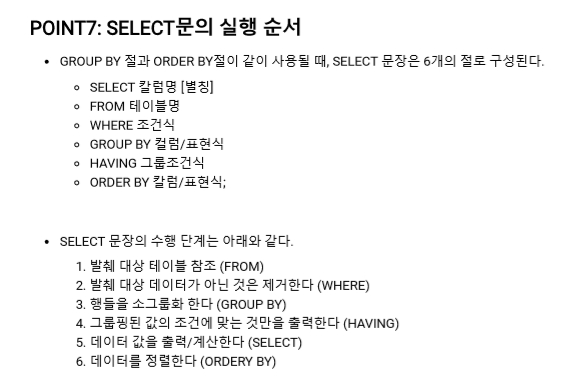 POINT7: SELECT문의 실행 순서
• GROUP BY 절과 ORDER BY절이 같이 사용될 때, SELECT 문장은 6개의 절로 구성된다.
◦ SELECT 칼럼명 [별칭]
◦ FROM 테이블명
◦ WHERE 조건식
◦ GROUP BY 컬럼/표현식
◦ HAVING 그룹조건식
◦ ORDER BY 칼럼/표현식;
• SELECT 문장의 수행 단계는 아래와 같다.
1. 발췌 대상 테이블 참조 (FROM)
2. 발췌 대상 데이터가 아닌 것은 제거한다 (WHERE)
3. 행들을 소그룹화 한다 (GROUP BY)
4. 그룹핑된 값의 조건에 맞는 것만을 출력한다 (HAVING)
5. 데이터 값을 출력/계산한다 (SELECT)
6. 데이터를 정렬한다 (ORDERY BY)